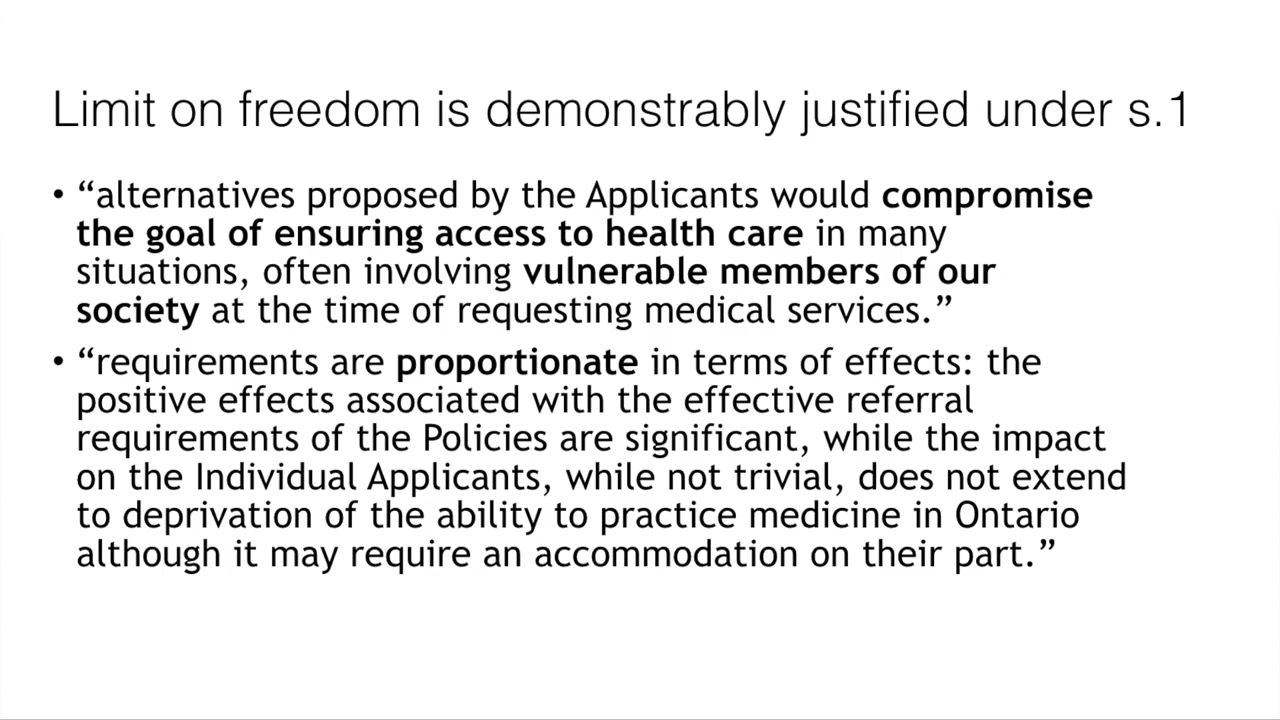 Limit on freedom is demonstrably justified under s.1
• “alternatives proposed by the Applicants would compromise
the goal of ensuring access to health care in many
situations, often involving vulnerable members of our
society at the time of requesting medical services.”
• “requirements are proportionate in terms of effects: the
positive effects associated with the effective referral
requirements of the Policies are significant, while the impact
on the Individual Applicants, while not trivial, does not extend
to deprivation of the ability to practice medicine in Ontario
although it may require an accommodation on their part.”